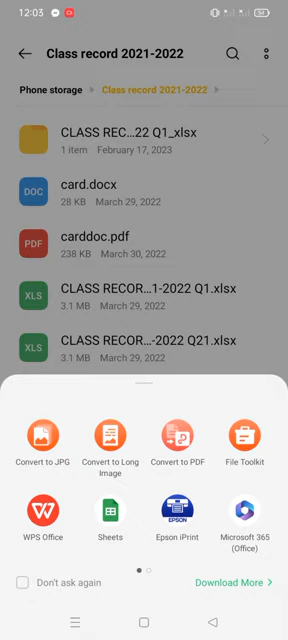 12:03
54
Class record 2021-2022
Phone storage
Class record 2021-2022
CLASS REC...22 Q1_xlsx
1 item February 17, 2023
DOC
card.docx
28 KB March 29, 2022
PDF
carddoc.pdf
238 KB March 30, 2022
XLS
CLASS RECOR...1-2022 Q1.xlsx
3.1 MB March 29, 2022
XLS
CLASS RECOR...-2022 Q21.xlsx
3.1 MB March 29, 2022
Convert to JPG
Convert to Long
Image
Convert to PDF
File Toolkit
EPSON
WPS Office
Sheets
Epson iPrint
Microsoft 365
(Office)
Don't ask again
Download More